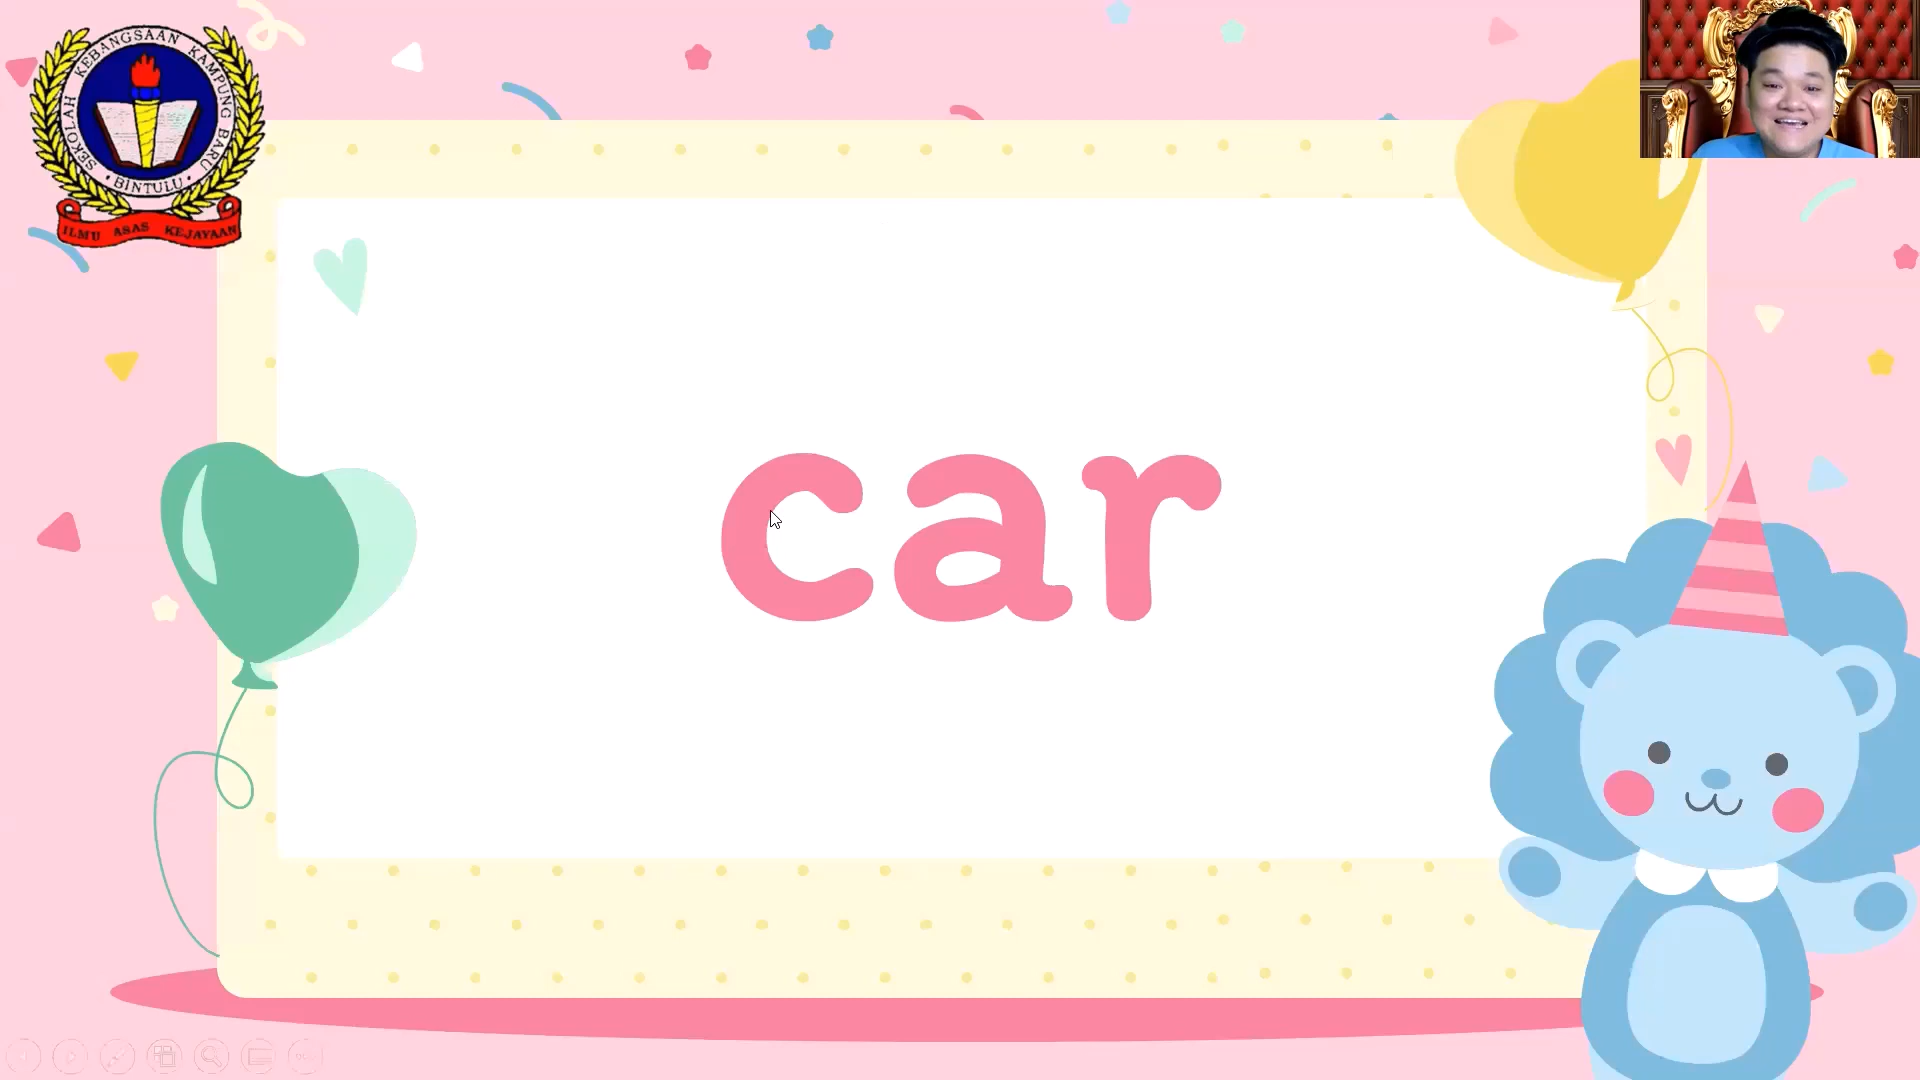 SEKOLAH KEBANGSAAN KAMPUNG BARU
• BINTULU •
ILMU ASAS KEJAYAAN
car